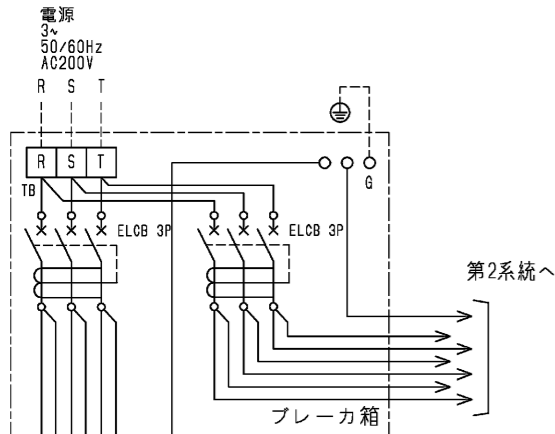 電源
3~
50/60Hz
AC200V
R S T
R S T
TB
G
ELCB 3P
ELCB 3P
第2系統へ
ブレーカ箱